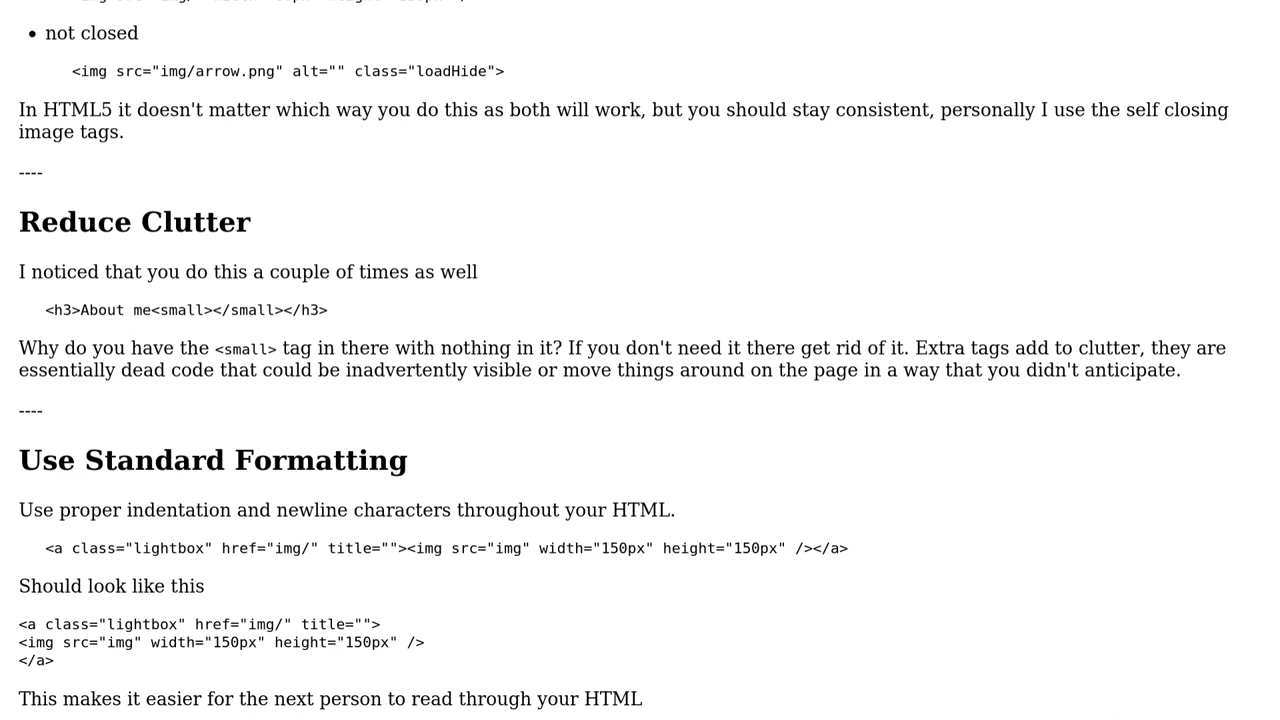 not closed
<img src="img/arrow.png" alt="" class="loadHide">
In HTML5 it doesn't matter which way you do this as both will work, but you should stay consistent, personally I use the self closing
image tags.
----
Reduce Clutter
I noticed that you do this a couple of times as well
<h3>About me<small></small></h3>
Why do you have the <small> tag in there with nothing in it? If you don't need it there get rid of it. Extra tags add to clutter, they are
essentially dead code that could be inadvertently visible or move things around on the page in a way that you didn't anticipate.
----
Use Standard Formatting
Use proper indentation and newline characters throughout your HTML.
<a class="lightbox" href="img/" title=""><img src="img" width="150px" height="150px" /></a>
Should look like this
<a class="lightbox" href="img/" title="">
<img src="img" width="150px" height="150px" />
</a>
This makes it easier for the next person to read through your HTML